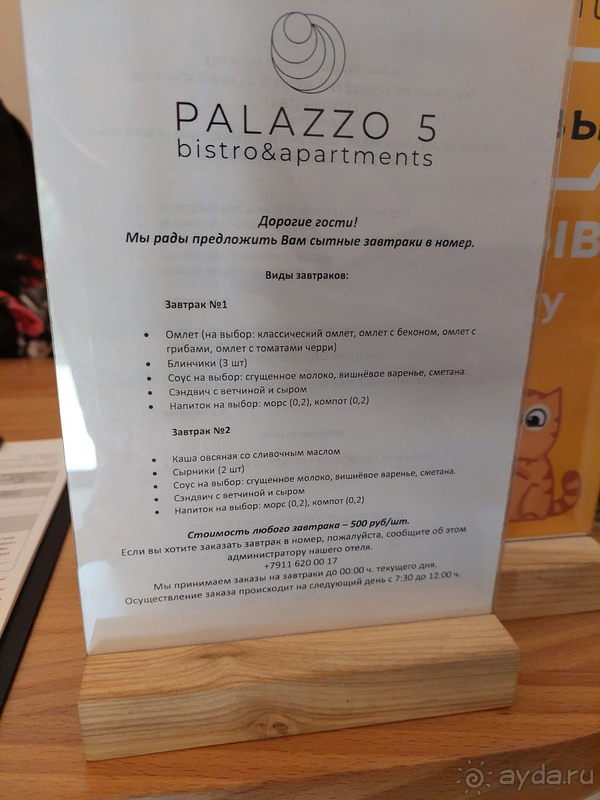 PALAZZO 5
bistro&apartments
Дорогие гости!
Мы рады предложить Вам сытные завтраки в номер.
Виды завтраков:
Завтрак №1
• Омлет (на выбор: классический омлет, омлет с беконом, омлет с
грибами, омлет с томатами черри)
• Блинчики (3 шт)
• Соус на выбор: сгущенное молоко, вишнёвое варенье, сметана.
• Сэндвич с ветчиной и сыром
• Напиток на выбор: морс (0,2), компот (0,2)
Завтрак №2
• Каша овсяная со сливочным маслом
• Сырники (2 шт)
• Соус на выбор: сгущенное молоко, вишнёвое варенье, сметана.
• Сэндвич с ветчиной и сыром
• Напиток на выбор: морс (0,2), компот (0,2)
Стоимость любого завтрака – 500 руб/шт.
Если вы хотите заказать завтрак в номер, пожалуйста, сообщите об этом
администратору нашего отеля.
+7911 620 00 17
Мы принимаем заказы на завтраки до 00:00 ч. текущего дня.
Осуществление заказа происходит на следующий день с 7:30 до 12:00 ч.
ayda.ru